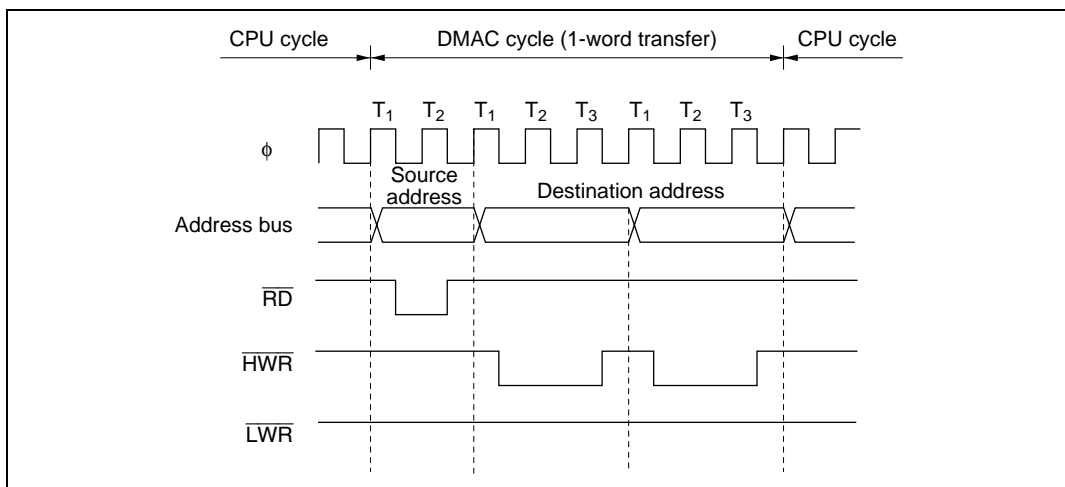 CPU cycle DMAC cycle (1-word transfer) CPU cycle
T1 T2 T1 T2 T3 T1 T2 T3
ϕ
Source
address
Destination address
Address bus
RD
HWR
LWR